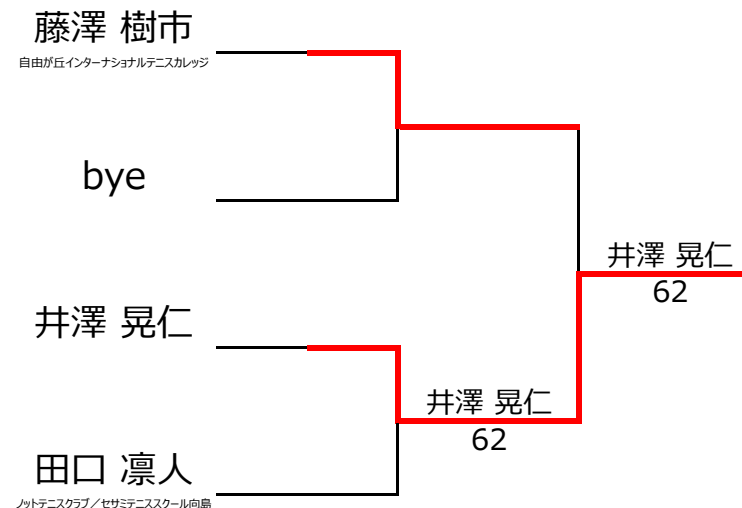 藤澤 樹市
自由が丘インターナショナルテニスカレッジ
bye
井澤 晃仁
62
井澤 晃仁
井澤 晃仁
62
田口 凛人
ノットテニスクラブ／セサミテニススクール向島